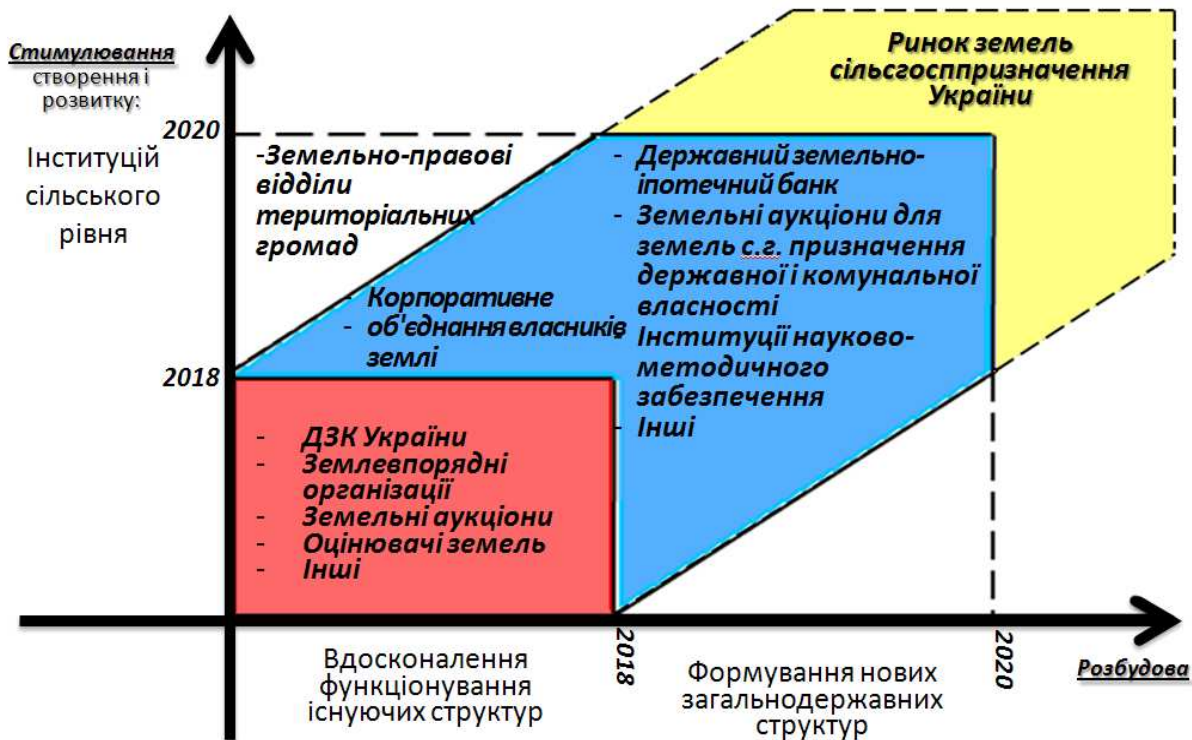 Стимулювання
створення і
розвитку:
Інституцій
сільського
рівня
2020
2018
Ринок земель
сільсгосппризначення
України
-Земельно-правові
відділи
територіальних
громад
- Корпоративне
- об'єднання власників
землі
- Державний земельно-
іпотечний банк
- Земельні аукціони для
земель с.г. призначення
державної і комунальної
власності
- Інституції науково-
методичного
забезпечення
- Інші
- ДЗК України
- Землевпорядні
організації
- Земельні аукціони
- Оцінювачі земель
- Інші
2018
2020
Вдосконалення
функціонування
існуючих структур
Формування нових
загальнодержавних
структур
Розбудова